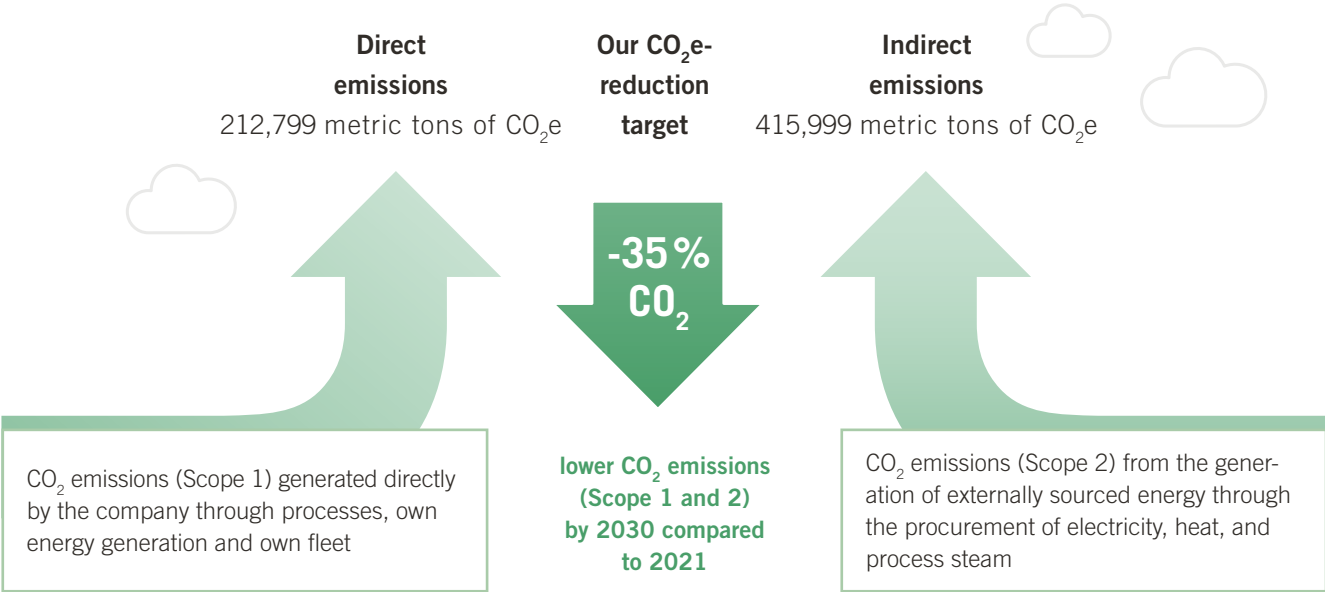 Direct
emissions
212,799 metric tons of CO₂e
Our CO₂e-
reduction
target
Indirect
emissions
415,999 metric tons of CO₂e
-35 %
CO₂
CO₂ emissions (Scope 1) generated directly
by the company through processes, own
energy generation and own fleet
lower CO₂ emissions
(Scope 1 and 2)
by 2030 compared
to 2021
CO₂ emissions (Scope 2) from the gener-
ation of externally sourced energy through
the procurement of electricity, heat, and
process steam